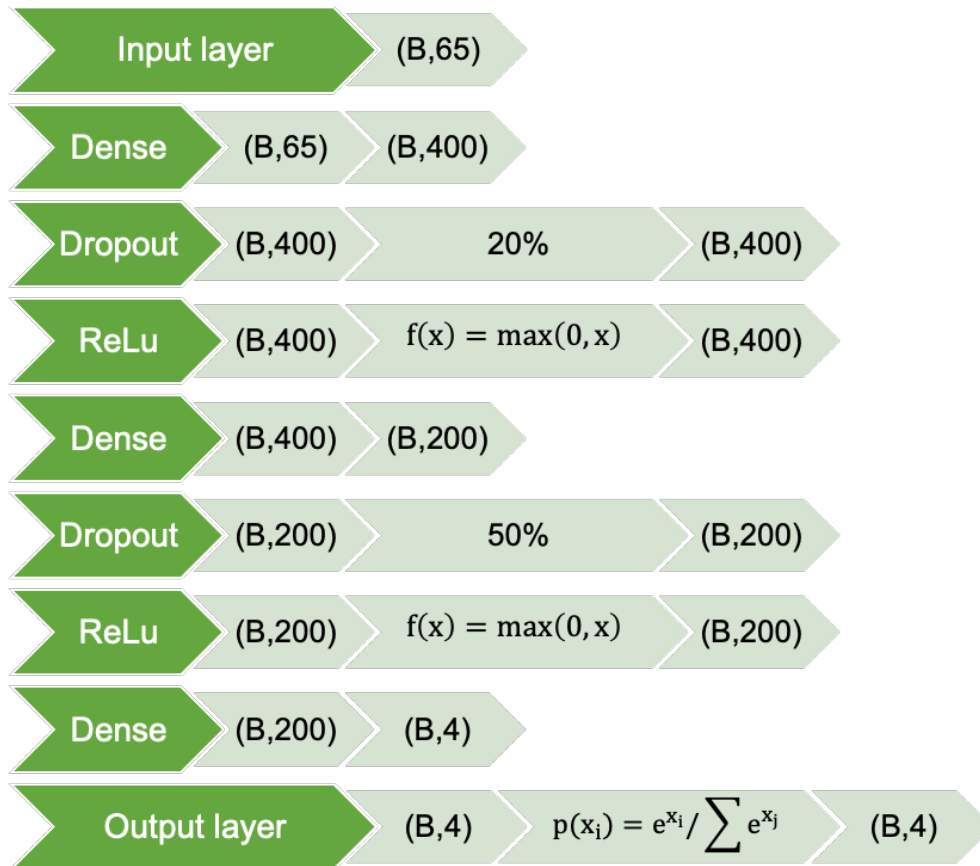 Input layer (B,65)
Dense (B,65) (B,400)
Dropout (B,400) 20% (B,400)
ReLu (B,400) f(x) = max(0, x) (B,400)
Dense (B,400) (B,200)
Dropout (B,200) 50% (B,200)
ReLu (B,200) f(x) = max(0, x) (B,200)
Dense (B,200) (B,4)
Output layer (B,4) p(xᵢ) = e^xᵢ/∑ e^xⱼ (B,4)